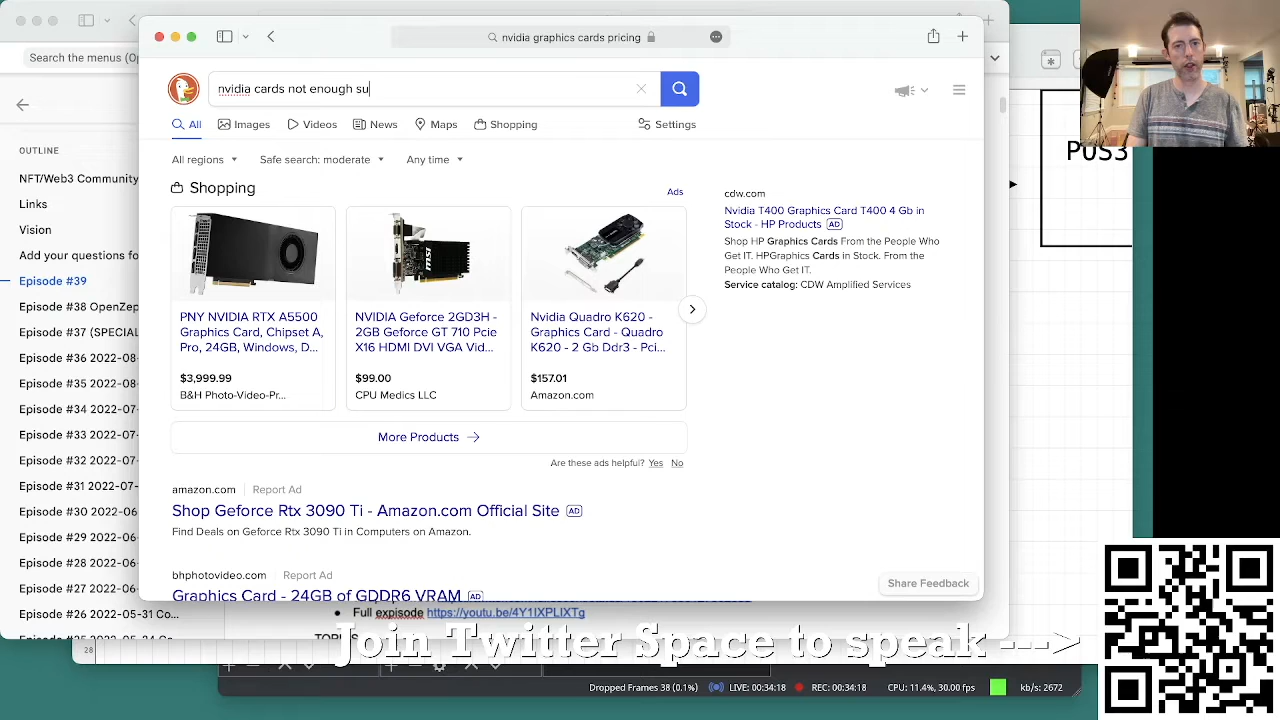 Search the menus (Op
nvidia graphics cards pricing
nvidia cards not enough su
All
Images
Videos
News
Maps
Shopping
Settings
All regions
Safe search: moderate
Any time
OUTLINE
NFT/Web3 Community
Links
Vision
Add your questions fo
Episode #39
Episode #38 OpenZep
Episode #37 (SPECIAL
Episode #36 2022-08-
Episode #35 2022-08-
Episode #34 2022-07-
Episode #33 2022-07-
Episode #32 2022-07-
Episode #31 2022-07-
Episode #30 2022-06
Episode #29 2022-06-
Episode #28 2022-06-
Episode #27 2022-06-
Episode #26 2022-05-31 Co...
Shopping
Ads
PNY NVIDIA RTX A5500
Graphics Card, Chipset A,
Pro, 24GB, Windows, D...
$3,999.99
B&H Photo-Video-Pr...
NVIDIA Geforce 2GD3H -
2GB Geforce GT 710 Pcie
X16 HDMI DVI VGA Vid...
$99.00
CPU Medics LLC
Nvidia Quadro K620 -
Graphics Card - Quadro
K620 - 2 Gb Ddr3 - Pci...
$157.01
Amazon.com
More Products
Are these ads helpful? Yes No
cdw.com
Nvidia T400 Graphics Card T400 4 Gb in
Stock - HP Products AD
Shop HP Graphics Cards From the People Who
Get IT. HPGraphics Cards in Stock. From the
People Who Get IT.
Service catalog: CDW Amplified Services
amazon.com Report Ad
Shop Geforce Rtx 3090 Ti - Amazon.com Official Site AD
Find Deals on Geforce Rtx 3090 Ti in Computers on Amazon.
bhphotovideo.com Report Ad
Graphics Card - 24GB of GDDR6 VRAM AD
Share Feedback
Full expisode https://youtu.be/4Y1IXPLIXTg
Join Twitter Space to speak --->
28
Dropped Frames 38 (0.1%)
LIVE: 00:34:18
REC: 00:34:18
CPU: 11.4%, 30.00 fps
kb/s: 2672